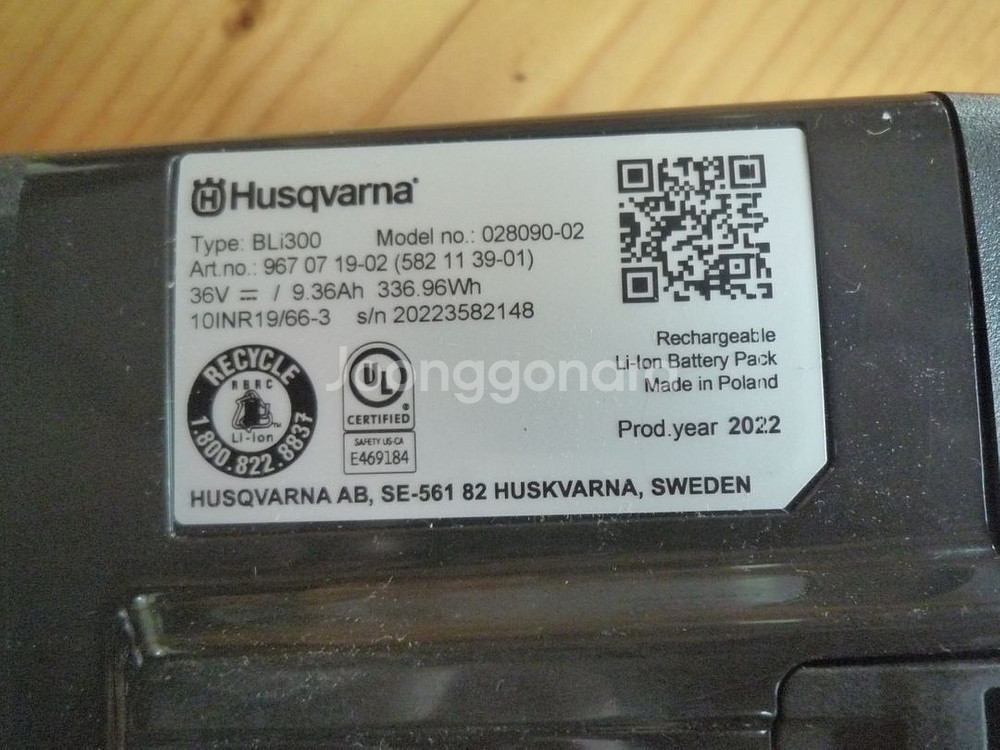 Husqvarna
Type: BLi300 Model no.: 028090-02
Art.no.: 967 07 19-02 (582 11 39-01)
36V ⎓ / 9.36Ah 336.96Wh
10INR19/66-3 s/n 20223582148
RECYCLE
RBRC
Li-Ion
1.800.822.8837
UL
CERTIFIED
SAFETY US-CA
E469184
Rechargeable
Li-Ion Battery Pack
Made in Poland
Prod.year 2022
HUSQVARNA AB, SE-561 82 HUSKVARNA, SWEDEN
Joonggonara